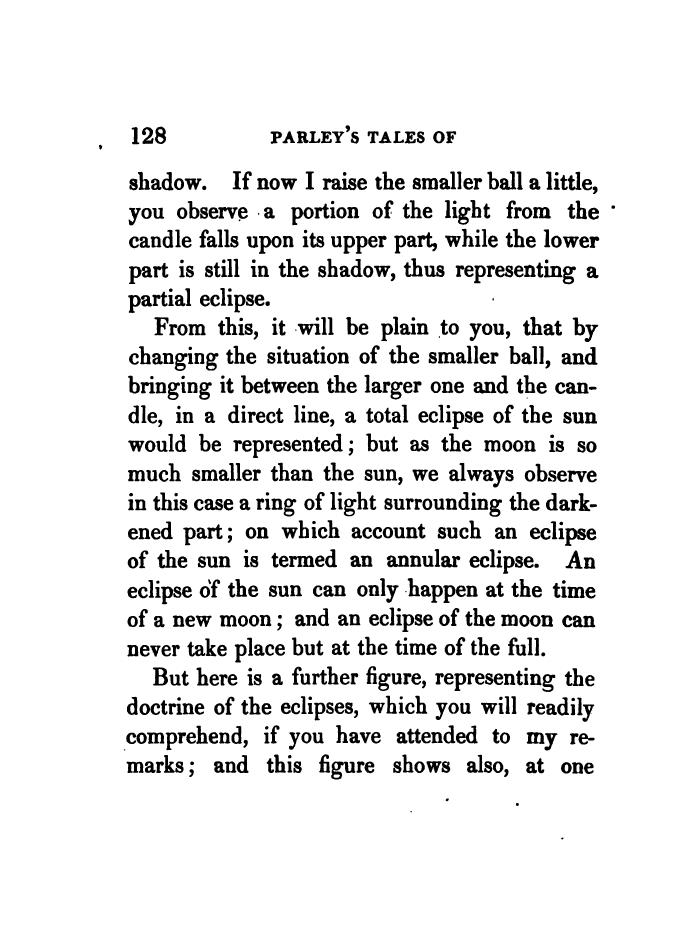 128 PARLEY'S TALES OF
shadow. If now I raise the smaller ball a little,
you observe a portion of the light from the
candle falls upon its upper part, while the lower
part is still in the shadow, thus representing a
partial eclipse.
From this, it will be plain to you, that by
changing the situation of the smaller ball, and
bringing it between the larger one and the can-
dle, in a direct line, a total eclipse of the sun
would be represented; but as the moon is so
much smaller than the sun, we always observe
in this case a ring of light surrounding the dark-
ened part; on which account such an eclipse
of the sun is termed an annular eclipse. An
eclipse of the sun can only happen at the time
of a new moon; and an eclipse of the moon can
never take place but at the time of the full.
But here is a further figure, representing the
doctrine of the eclipses, which you will readily
comprehend, if you have attended to my re-
marks; and this figure shows also, at one